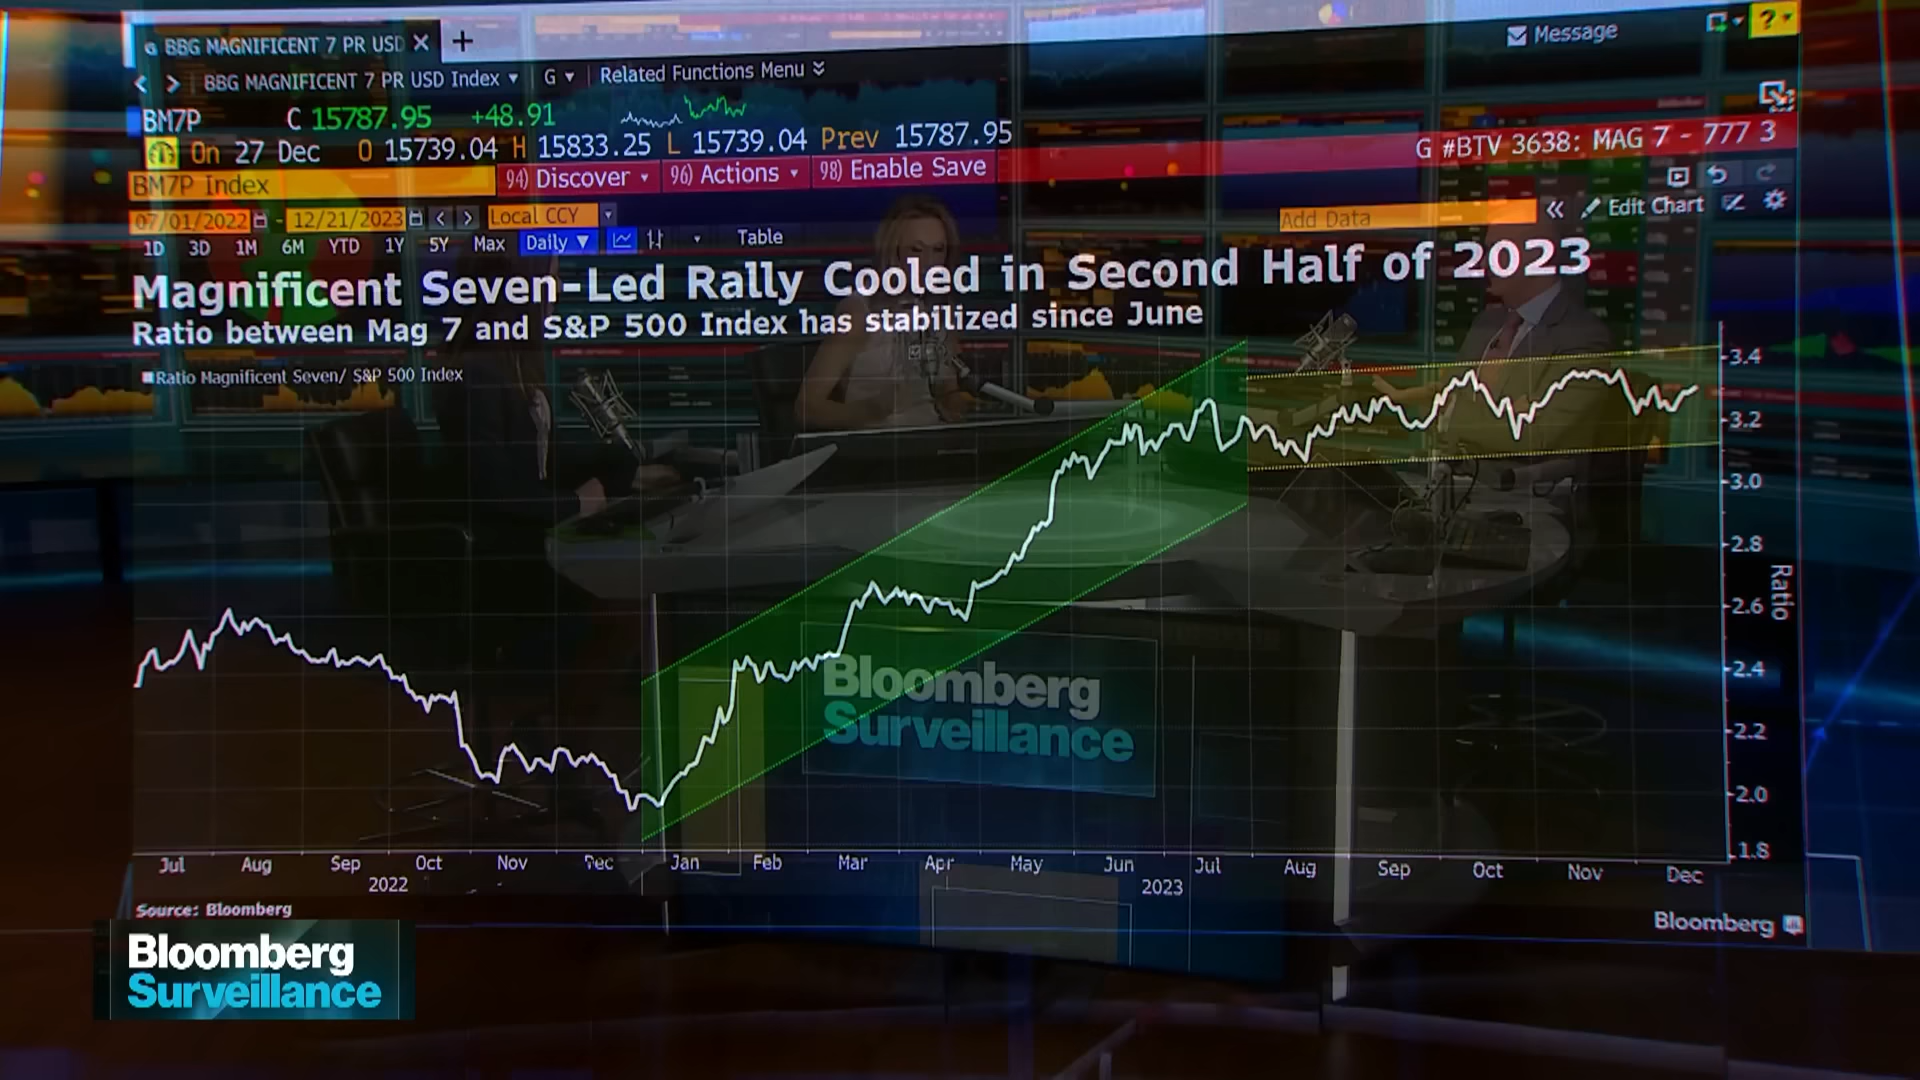 G BBG MAGNIFICENT 7 PR USD X +
Message
?
< > BBG MAGNIFICENT 7 PR USD Index G Related Functions Menu
BM7P C 15787.95 +48.91
On 27 Dec O 15739.04 H 15833.25 L 15739.04 Prev 15787.95
G #BTV 3638: MAG 7 - 777 3
BM7P Index 94) Discover 96) Actions 98) Enable Save
07/01/2022 - 12/21/2023 < > Local CCY
Add Data « Edit Chart
1D 3D 1M 6M YTD 1Y 5Y Max Daily Table
Magnificent Seven-Led Rally Cooled in Second Half of 2023
Ratio between Mag 7 and S&P 500 Index has stabilized since June
Ratio Magnificent Seven/ S&P 500 Index
3.4
3.2
3.0
2.8
2.6
2.4
2.2
2.0
1.8
Ratio
Bloomberg
Surveillance
Jul Aug Sep Oct Nov Dec Jan Feb Mar Apr May Jun Jul Aug Sep Oct Nov Dec
2022 2023
Source: Bloomberg
Bloomberg
Bloomberg
Surveillance